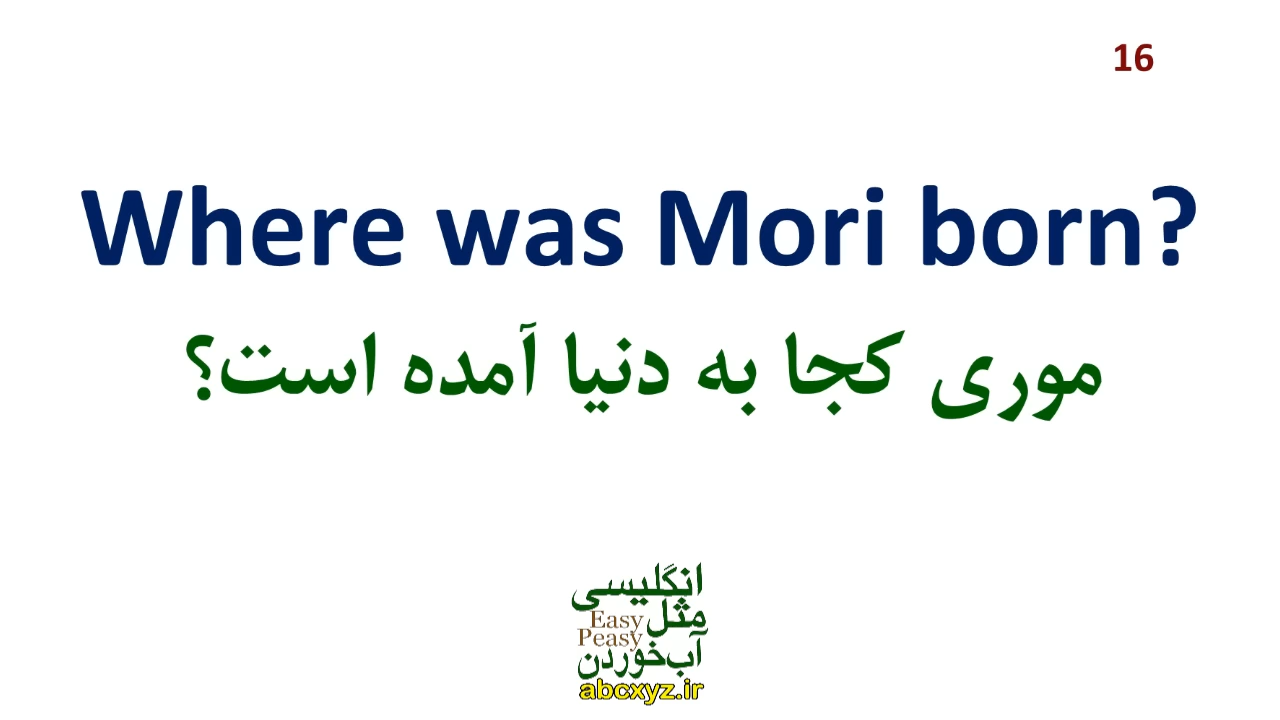 16
Where was Mori born?
موری کجا به دنیا آمده است؟
انگلیسی
مثل
Easy
Peasy
آب‌خوردن
abcxyz.ir